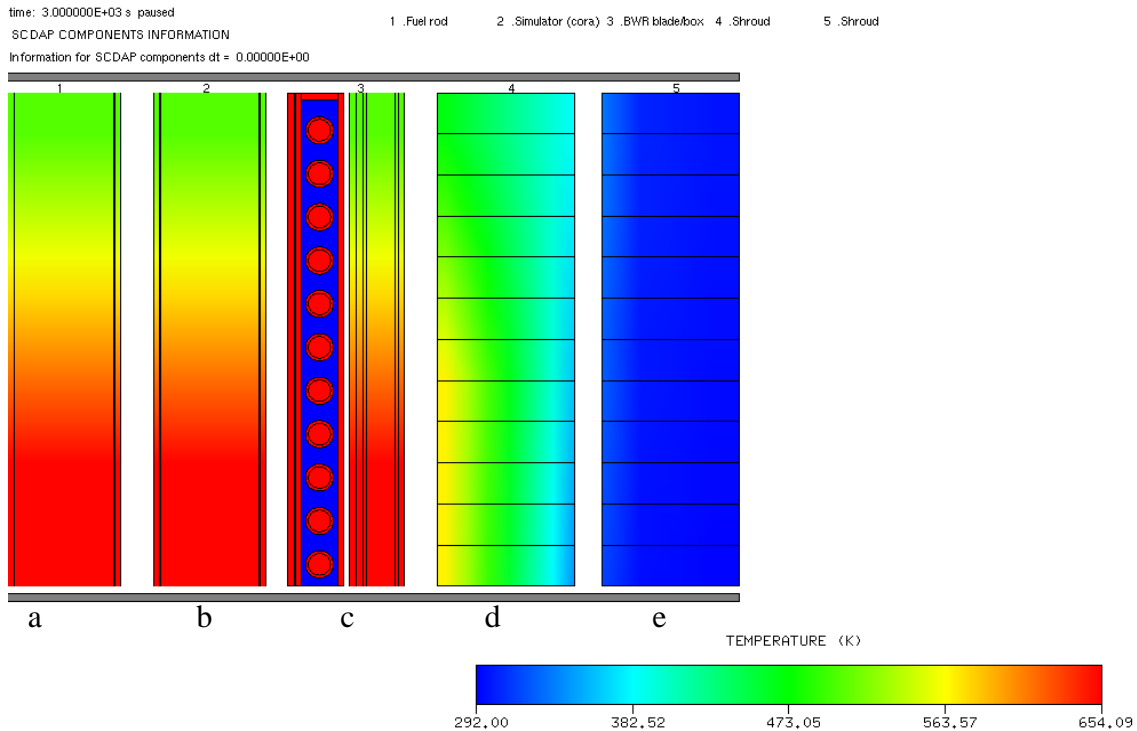 time: 3.000000E+03 s paused
1 .Fuel rod 2 .Simulator (cora) 3 .BWR blade/box 4 .Shroud 5 .Shroud
SCDAP COMPONENTS INFORMATION
Information for SCDAP components dt = 0.00000E+00
1 2 3 4 5
a b c d e
TEMPERATURE (K)
292.00 382.52 473.05 563.57 654.09